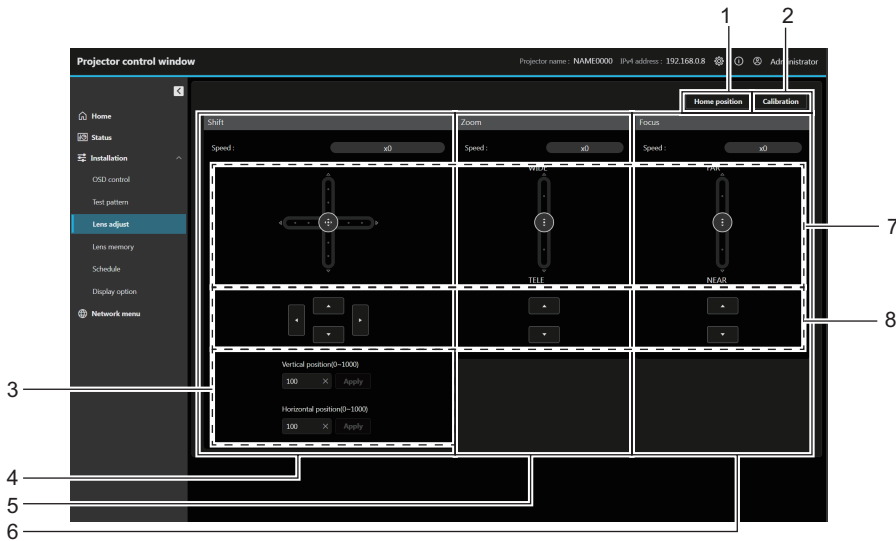 1 2
Projector control window Projector name : NAME0000 IPv4 address : 192.168.0.8 Administrator
Home position Calibration
Home
Status
Installation
OSD control
Test pattern
Lens adjust
Lens memory
Schedule
Display option
Network menu
Shift
Speed : x0
Vertical position(0~1000)
100 × Apply
Horizontal position(0~1000)
100 × Apply
Zoom
Speed : x0
WIDE
TELE
Focus
Speed : x0
FAR
NEAR
7
8
3
4
5
6